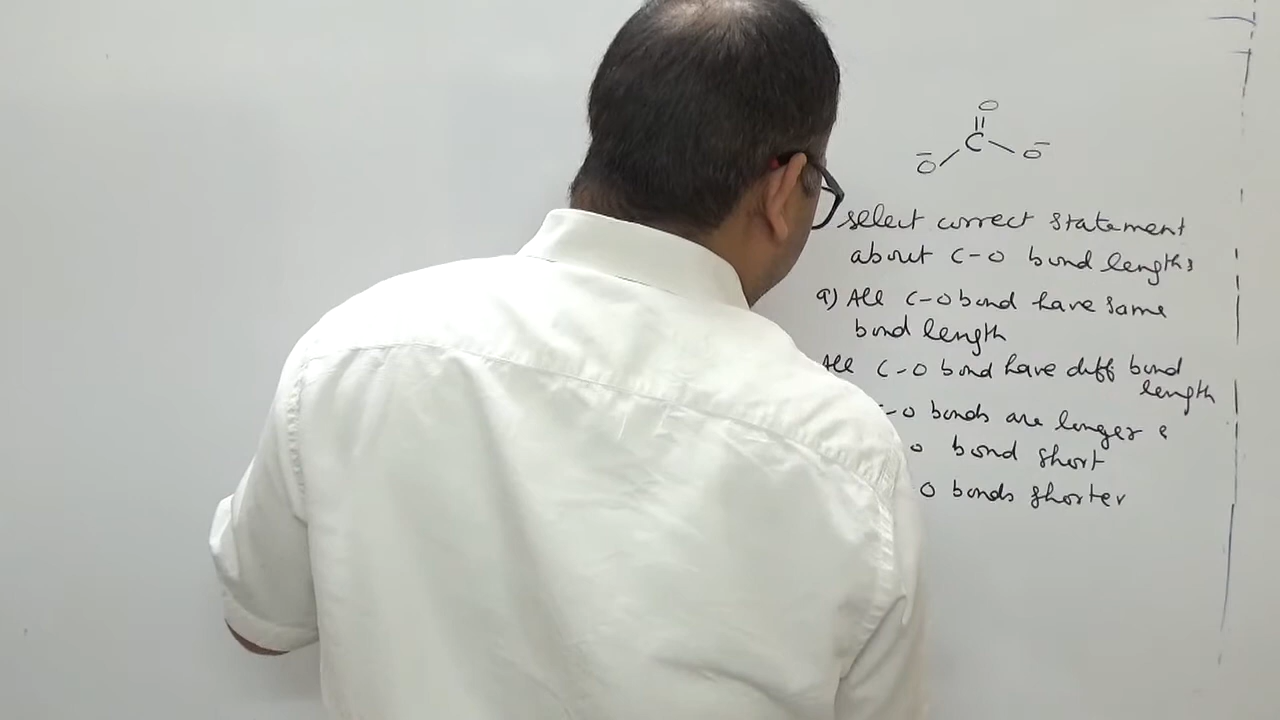 O
||
C
O⁻ O⁻
select correct statement
about C-O bond lengths
a) All C-O bond have same
bond length
All C-O bond have diff bond
length
-O bonds are longer &
O bond short
O bonds shorter